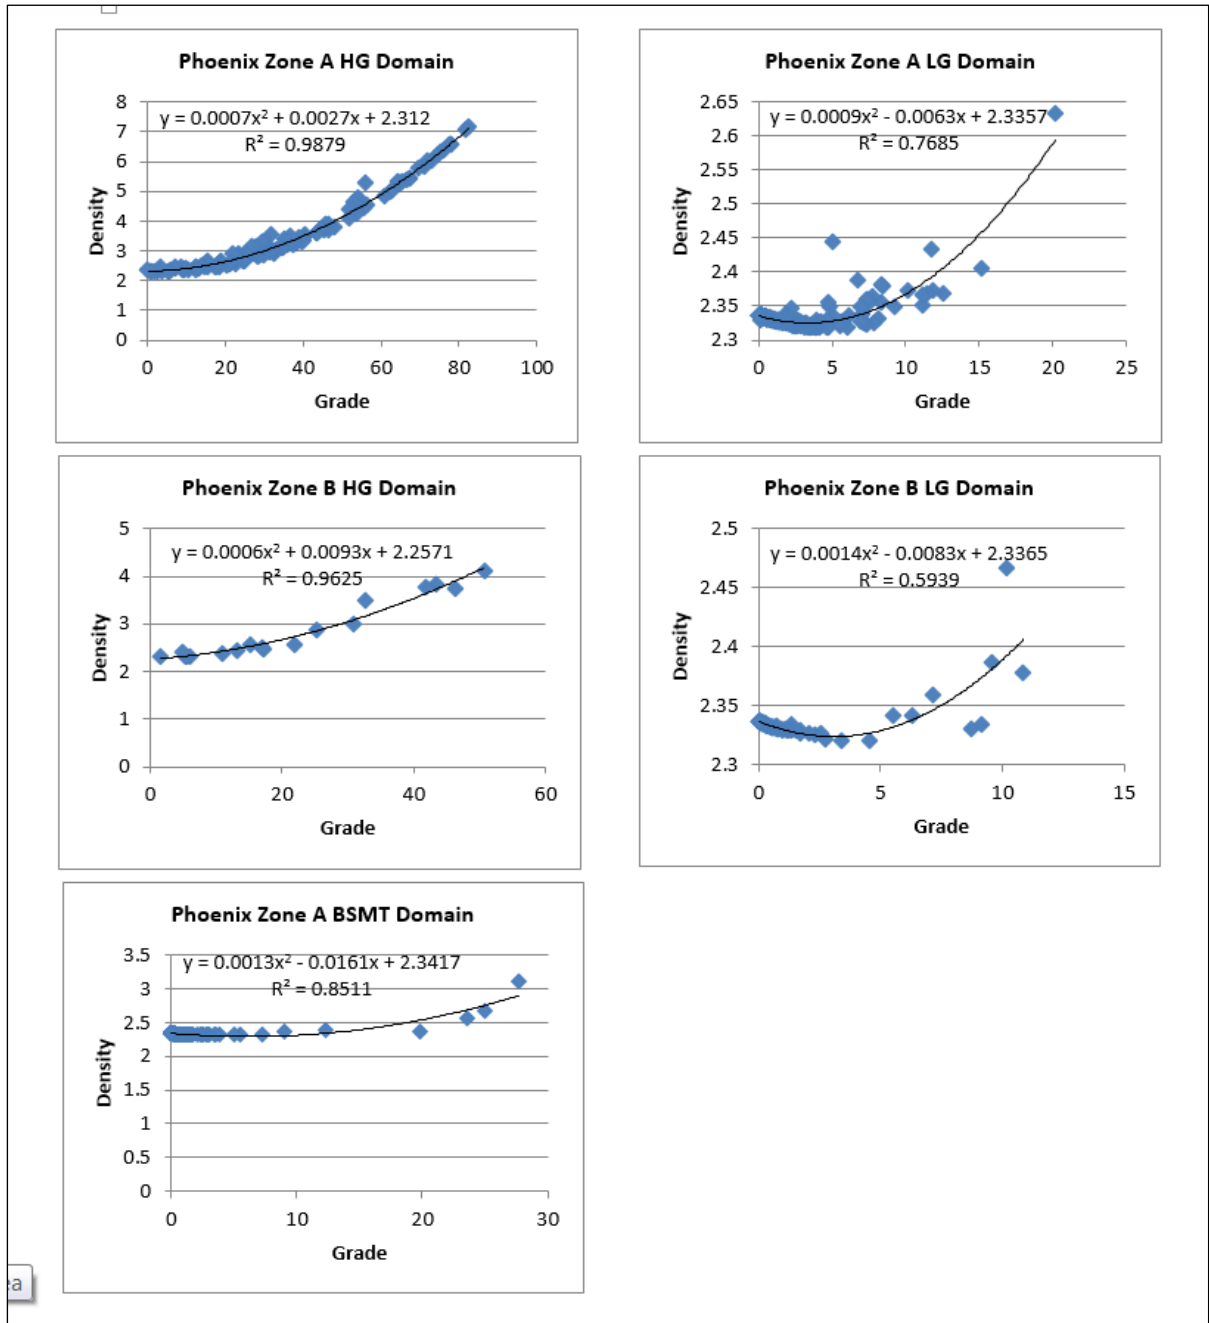 Phoenix Zone A HG Domain
y = 0.0007x² + 0.0027x + 2.312
R² = 0.9879
8
7
6
5
4
3
2
1
0
Density
0 20 40 60 80 100
Grade
Phoenix Zone A LG Domain
y = 0.0009x² - 0.0063x + 2.3357
R² = 0.7685
2.65
2.6
2.55
2.5
2.45
2.4
2.35
2.3
Density
0 5 10 15 20 25
Grade
Phoenix Zone B HG Domain
y = 0.0006x² + 0.0093x + 2.2571
R² = 0.9625
5
4
3
2
1
0
Density
0 20 40 60
Grade
Phoenix Zone B LG Domain
y = 0.0014x² - 0.0083x + 2.3365
R² = 0.5939
2.5
2.45
2.4
2.35
2.3
Density
0 5 10 15
Grade
Phoenix Zone A BSMT Domain
y = 0.0013x² - 0.0161x + 2.3417
R² = 0.8511
3.5
3
2.5
2
1.5
1
0.5
0
Density
0 10 20 30
Grade
ea